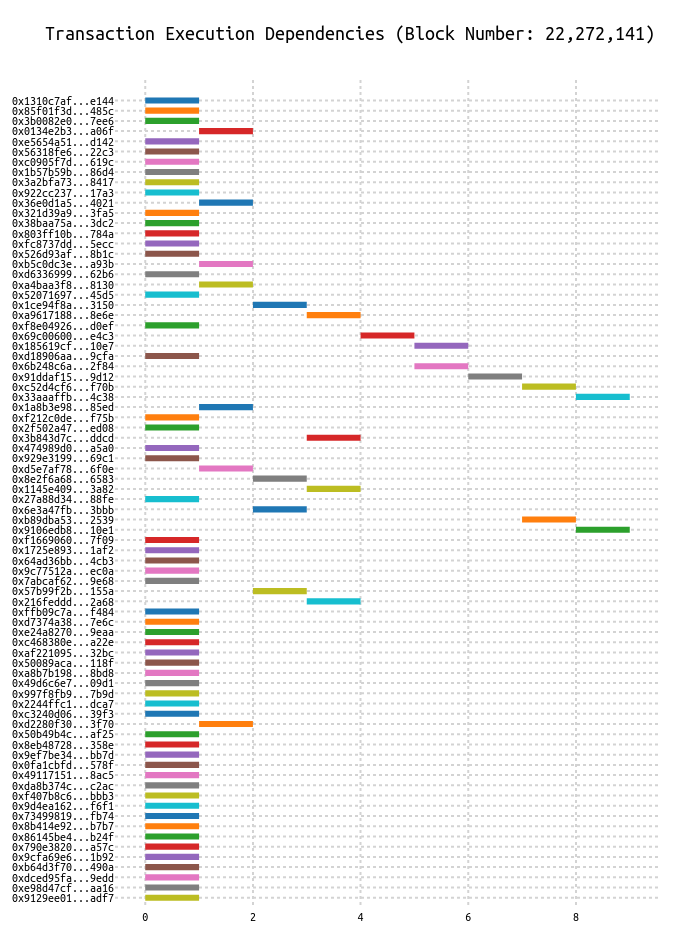 Transaction Execution Dependencies (Block Number: 22,272,141)
0x1310c7af...e144
0x85f01f3d...485c
0x3b0082e0...7ee6
0x0134e2b3...a06f
0xe5654a51...d142
0x56318fe6...22c3
0xc0905f7d...619c
0x1b57b59b...86d4
0x3a2bfa73...8417
0x922cc237...17a3
0x36e0d1a5...4021
0x321d39a9...3fa5
0x38baa75a...3dc2
0x803ff10b...784a
0xfc8737dd...5ecc
0x526d93af...8b1c
0xb5c0dc3e...a93b
0xd6336999...62b6
0xa4baa3f8...8130
0x52071697...45d5
0x1ce94f8a...3150
0xa9617188...8e6e
0xf8e04926...d0ef
0x69c00600...e4c3
0x185619cf...10e7
0xd18906aa...9cfa
0x6b248c6a...2f84
0x91ddaf15...9d12
0xc52d4cf6...f70b
0x33aaaffb...4c38
0x1a8b3e98...85ed
0xf212c0de...f75b
0x2f502a47...ed08
0x3b843d7c...ddcd
0x474989d0...a5a0
0x929e3199...69c1
0xd5e7af78...6f0e
0x8e2f6a68...6583
0x1145e409...3a82
0x27a88d34...88fe
0x6e3a47fb...3bbb
0xb89dba53...2539
0x9106edb8...10e1
0xf1669060...7f09
0x1725e893...1af2
0x64ad36bb...4cb3
0x9c77512a...ec0a
0x7abcaf62...9e68
0x57b99f2b...155a
0x216feddd...2a68
0xffb09c7a...f484
0xd7374a38...7e6c
0xe24a8270...9eaa
0xc468380e...a22e
0xaf221095...32bc
0x50089aca...118f
0xa8b7b198...8bd8
0x49d6c6e7...09d1
0x997f8fb9...7b9d
0x2244ffc1...dca7
0xc3240d06...39f3
0xd2280f30...3f70
0x50b49b4c...af25
0x8eb48728...358e
0x9ef7be34...bb7d
0x0fa1cbfd...578f
0x49117151...8ac5
0xda8b374c...c2ac
0xf407b8c6...bbb3
0x9d4ea162...f6f1
0x73499819...fb74
0x8b414e92...b7b7
0x86145be4...b24f
0x790e3820...a57c
0x9cfa69e6...1b92
0xb64d3f70...490a
0xdced95fa...9edd
0xe98d47cf...aa16
0x9129ee01...adf7
0 2 4 6 8